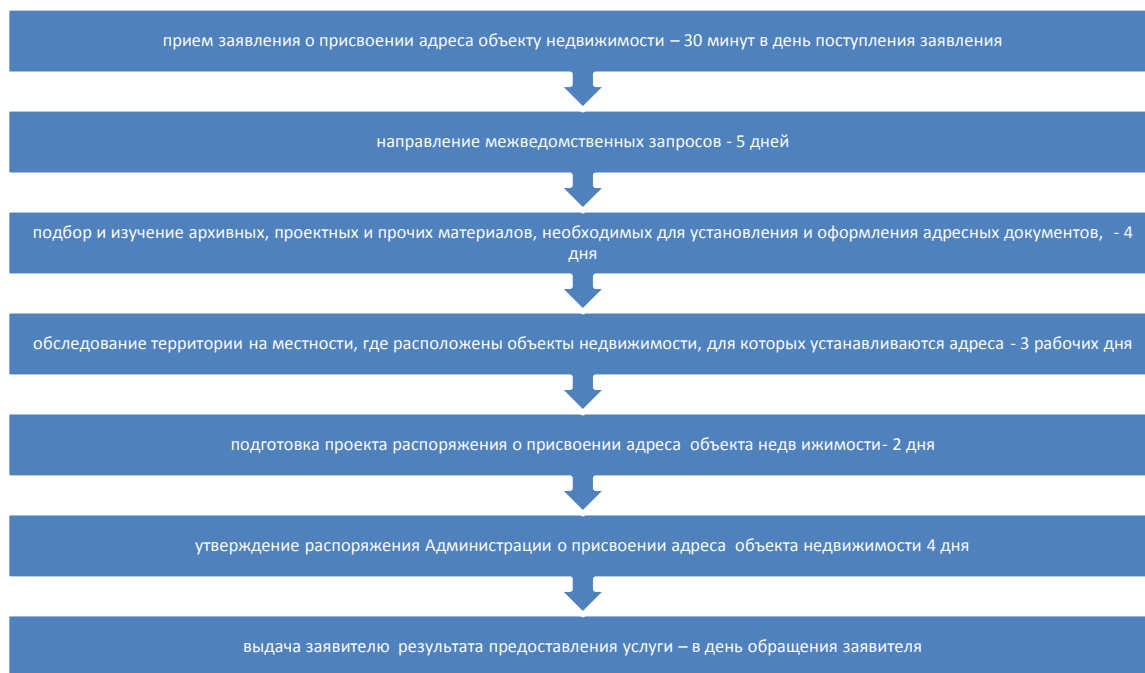 прием заявления о присвоении адреса объекту недвижимости – 30 минут в день поступления заявления
направление межведомственных запросов - 5 дней
подбор и изучение архивных, проектных и прочих материалов, необходимых для установления и оформления адресных документов, - 4
дня
обследование территории на местности, где расположены объекты недвижимости, для которых устанавливаются адреса - 3 рабочих дня
подготовка проекта распоряжения о присвоении адреса объекта недв ижимости- 2 дня
утверждение распоряжения Администрации о присвоении адреса объекта недвижимости 4 дня
выдача заявителю результата предоставления услуги – в день обращения заявителя